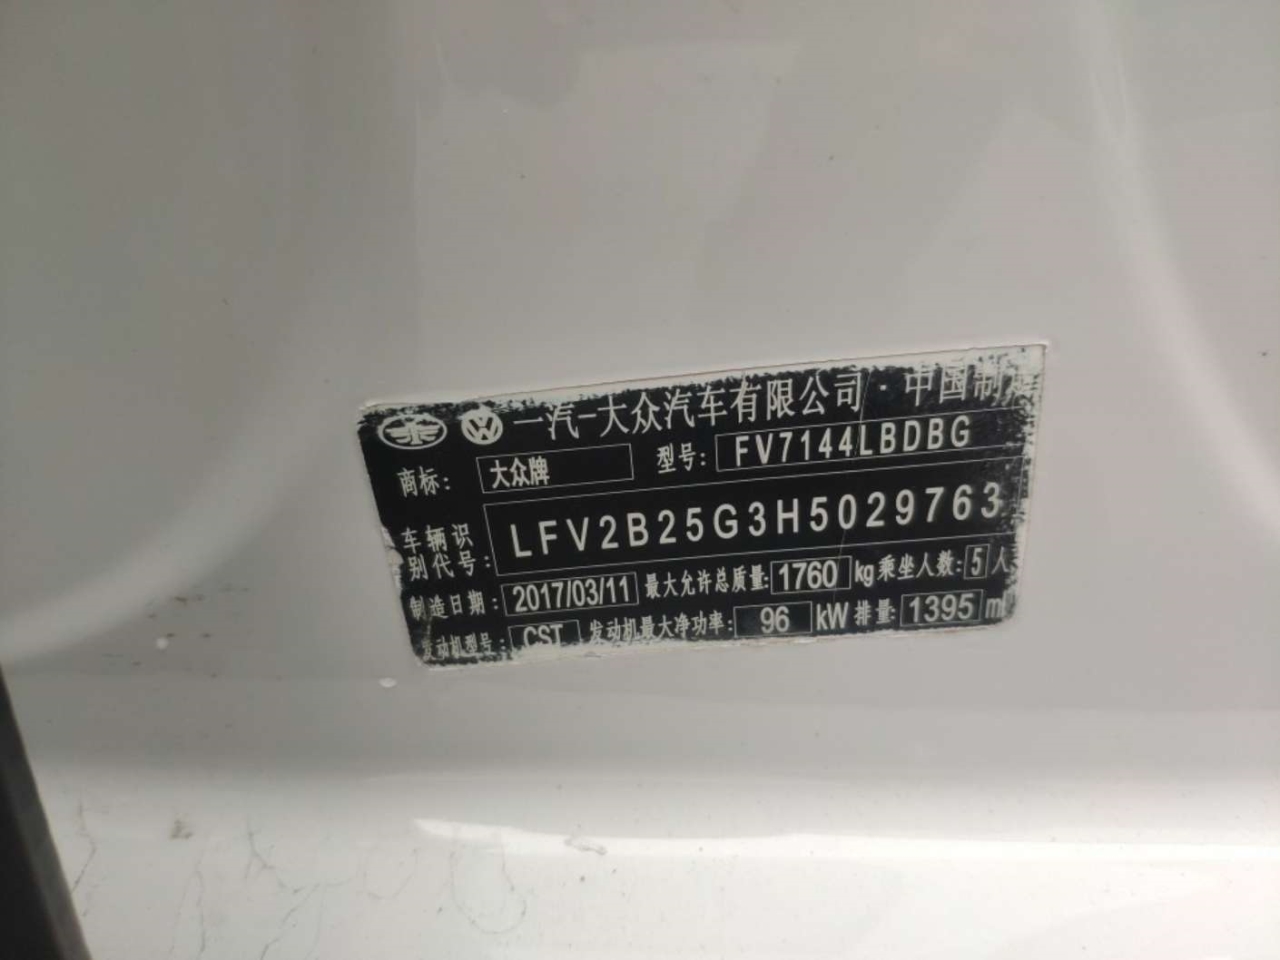 一汽-大众汽车有限公司·中国制造
商标: 大众牌 型号: FV7144LBDBG
车辆识别代号: LFV2B25G3H5029763
制造日期: 2017/03/11 最大允许总质量: 1760 kg 乘坐人数: 5 人
发动机型号: CST 发动机最大净功率: 96 kW 排量: 1395 ml